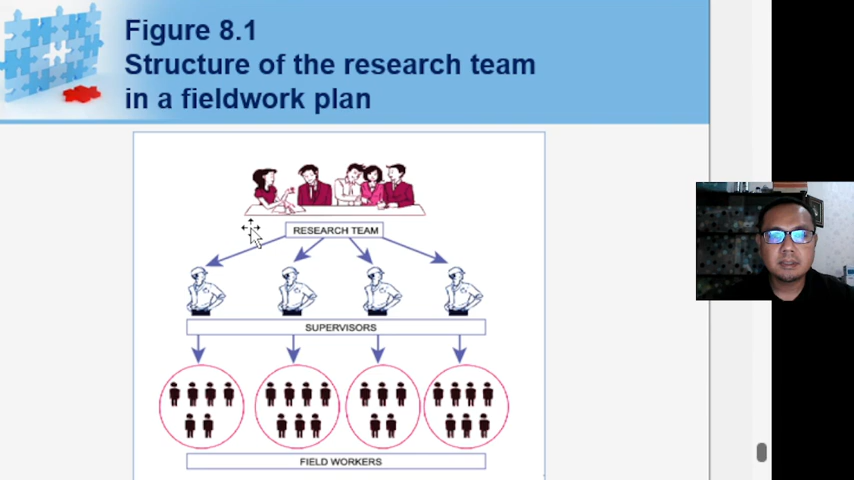 Figure 8.1
Structure of the research team
in a fieldwork plan
RESEARCH TEAM
SUPERVISORS
FIELD WORKERS